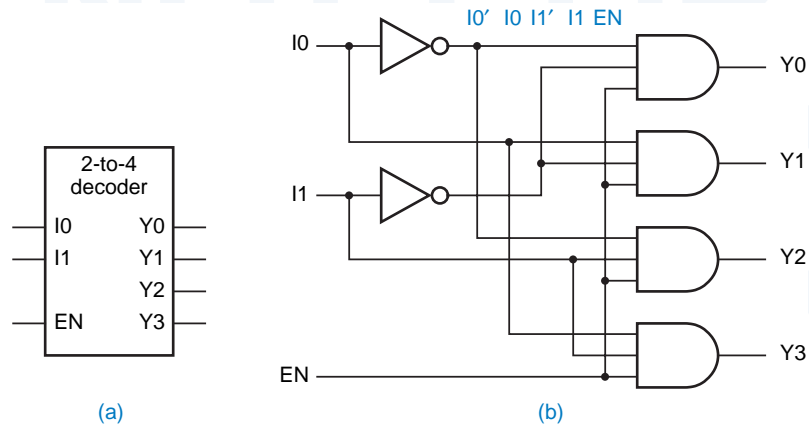 2-to-4
decoder
I0 Y0
I1 Y1
Y2
EN Y3
(a)
I0′ I0 I1′ I1 EN
I0
Y0
Y1
I1
Y2
Y3
EN
(b)